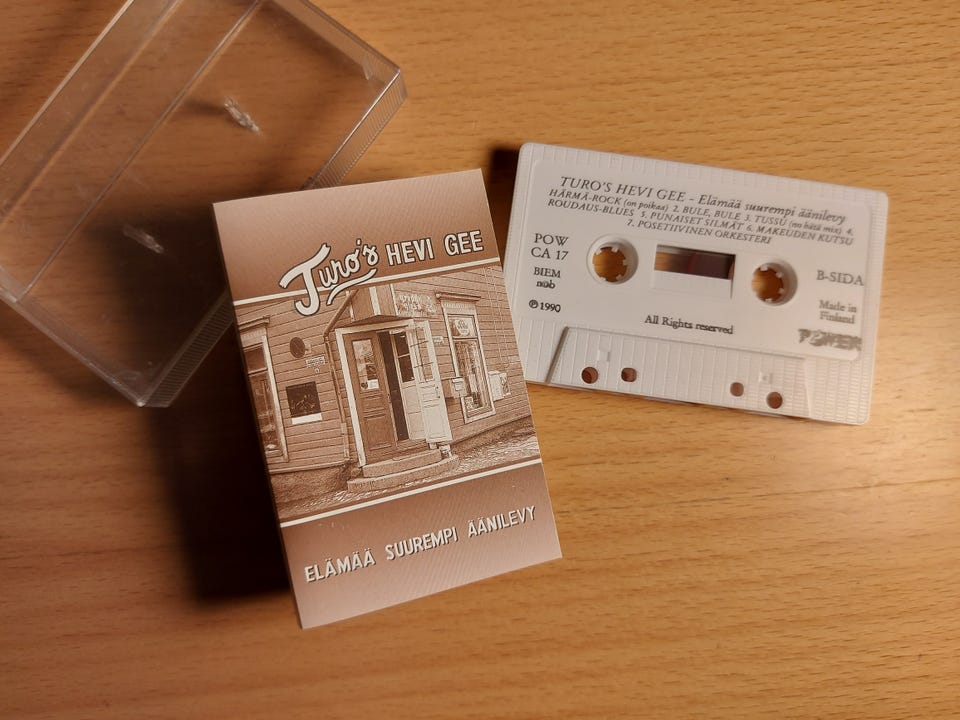 Turo's HEVI GEE
ELÄMÄÄ SUUREMPI ÄÄNILEVY
TURO'S HEVI GEE - Elämää suurempi äänilevy
HÄRMÄ-ROCK (on poikaa) 2. BULE, BULE 3. TUSSU (no hätä mix) 4.
ROUDAUS-BLUES 5. PUNAISET SILMÄT 6. MAKEUDEN KUTSU
7. POSETIIVINEN ORKESTERI
POW
CA 17
BIEM
ncb
℗ 1990
B-SIDA
Made in
Finland
All Rights reserved
POWER